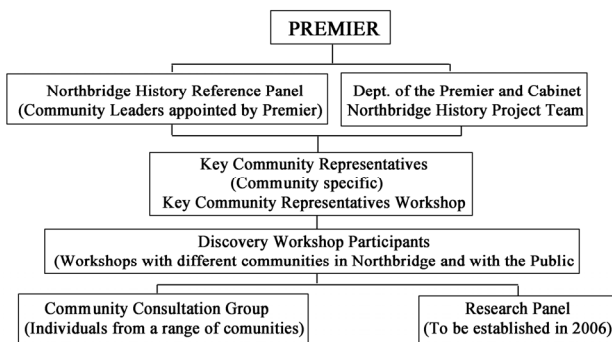 PREMIER
Northbridge History Reference Panel
(Community Leaders appointed by Premier)
Dept. of the Premier and Cabinet
Northbridge History Project Team
Key Community Representatives
(Community specific)
Key Community Representatives Workshop
Discovery Workshop Participants
(Workshops with different communities in Northbridge and with the Public
Community Consultation Group
(Individuals from a range of comunities)
Research Panel
(To be established in 2006)